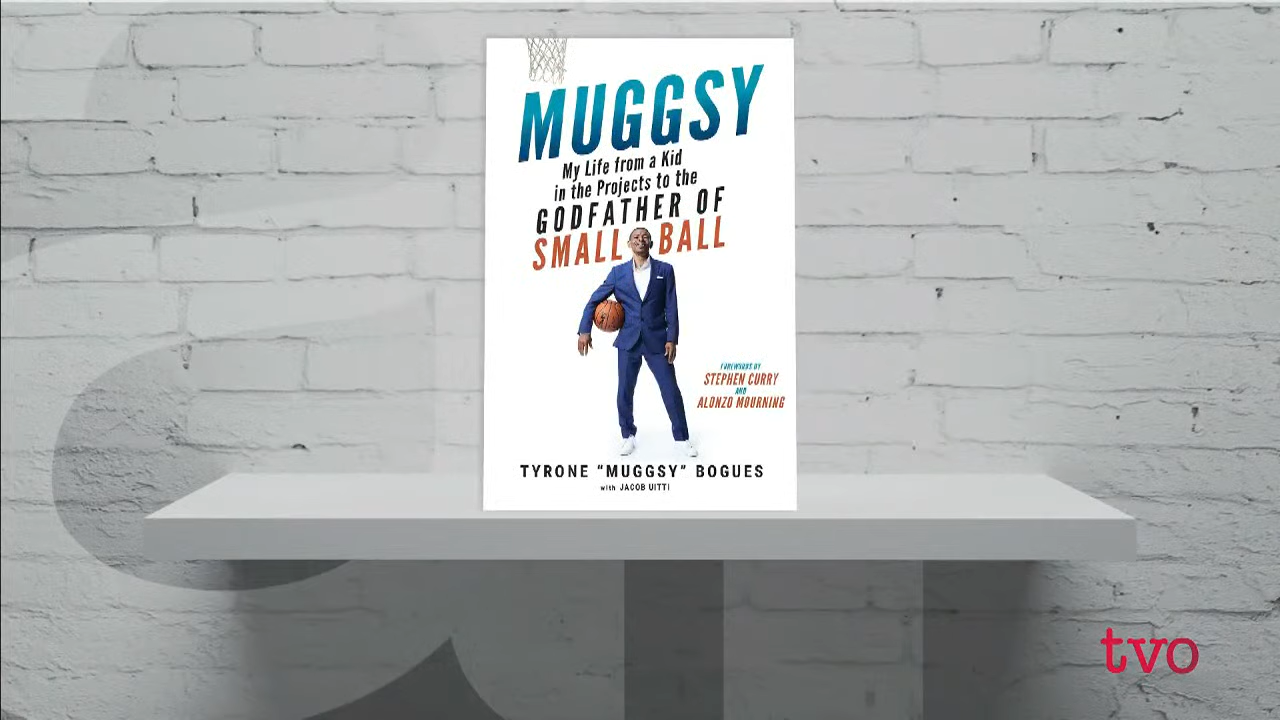 MUGGSY
My Life from a Kid
in the Projects to the
GODFATHER OF
SMALL BALL
FOREWORDS BY
STEPHEN CURRY
AND
ALONZO MOURNING
TYRONE “MUGGSY” BOGUES
with JACOB UITTI
tvo